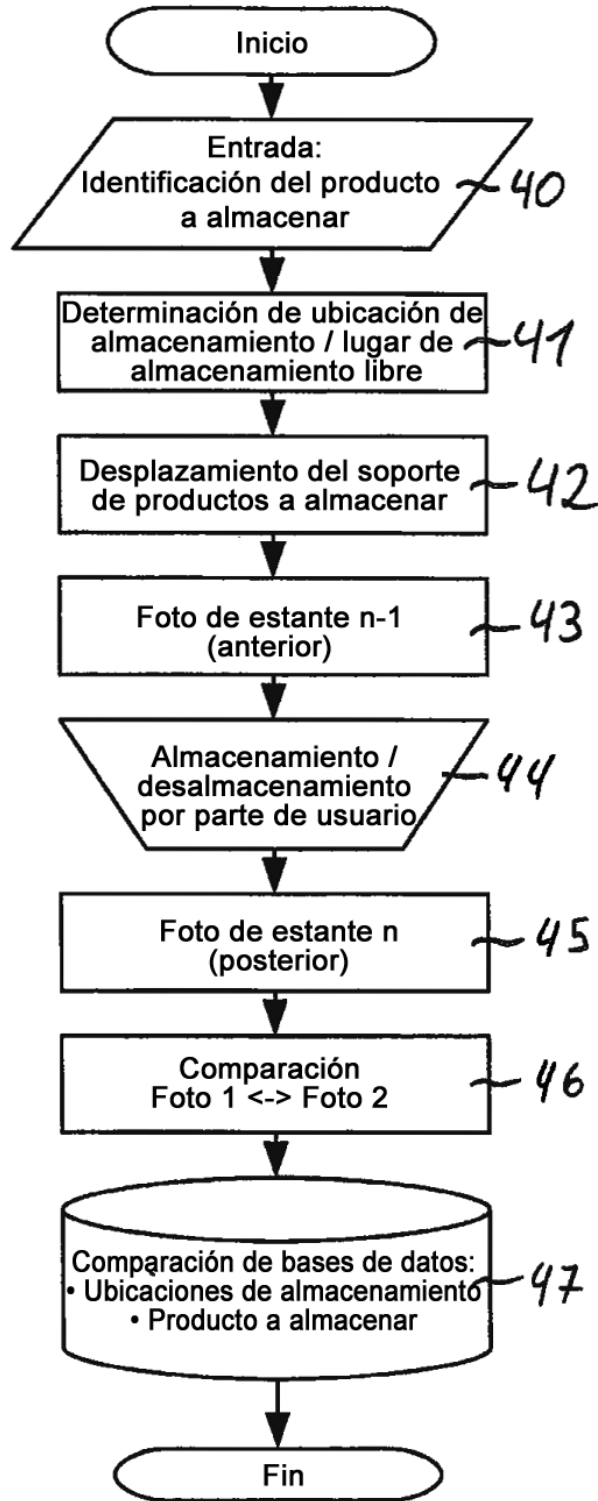 Inicio
Entrada:
Identificación del producto
a almacenar
40
Determinación de ubicación de
almacenamiento / lugar de
almacenamiento libre
41
Desplazamiento del soporte
de productos a almacenar
42
Foto de estante n-1
(anterior)
43
Almacenamiento /
desalmacenamiento
por parte de usuario
44
Foto de estante n
(posterior)
45
Comparación
Foto 1 <-> Foto 2
46
Comparación de bases de datos:
• Ubicaciones de almacenamiento
• Producto a almacenar
47
Fin